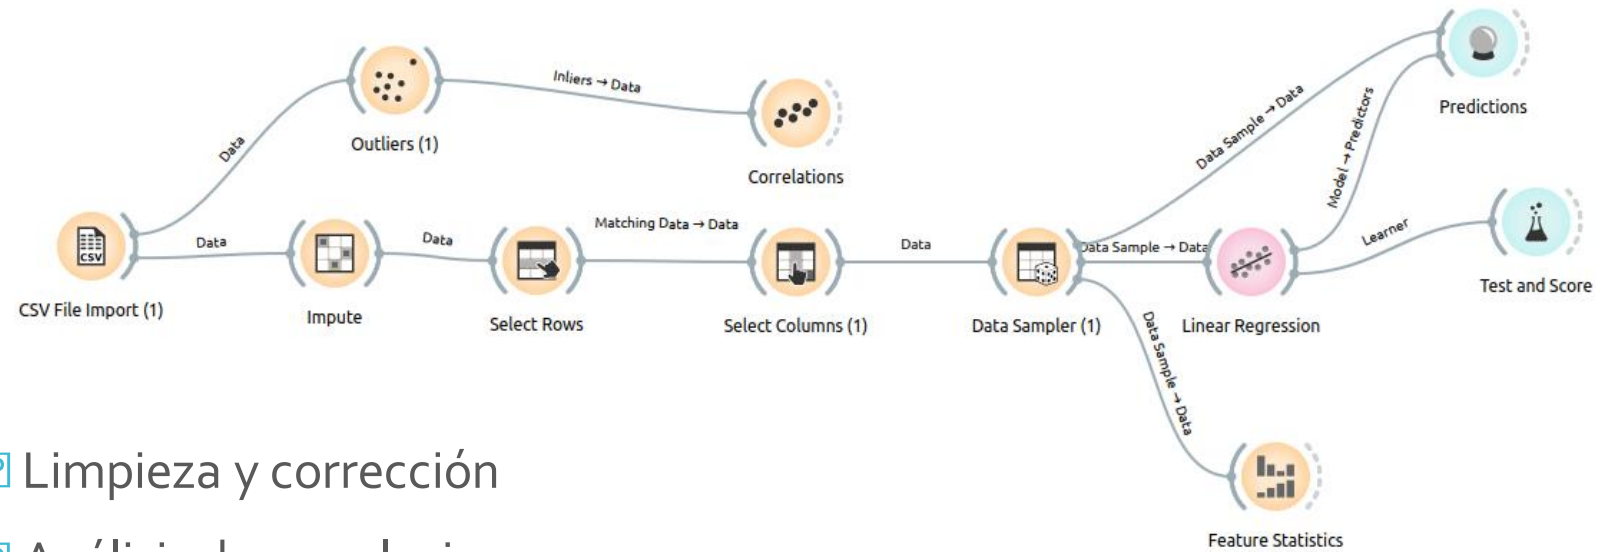 Inliers → Data
Data
Outliers (1)
Correlations
Data Sample → Data
Model → Predictors
Predictions
CSV
CSV File Import (1)
Data
Impute
Data
Select Rows
Matching Data → Data
Select Columns (1)
Data
Data Sampler (1)
Data Sample → Data
Linear Regression
Learner
Test and Score
Data Sample → Data
Feature Statistics
Limpieza y corrección